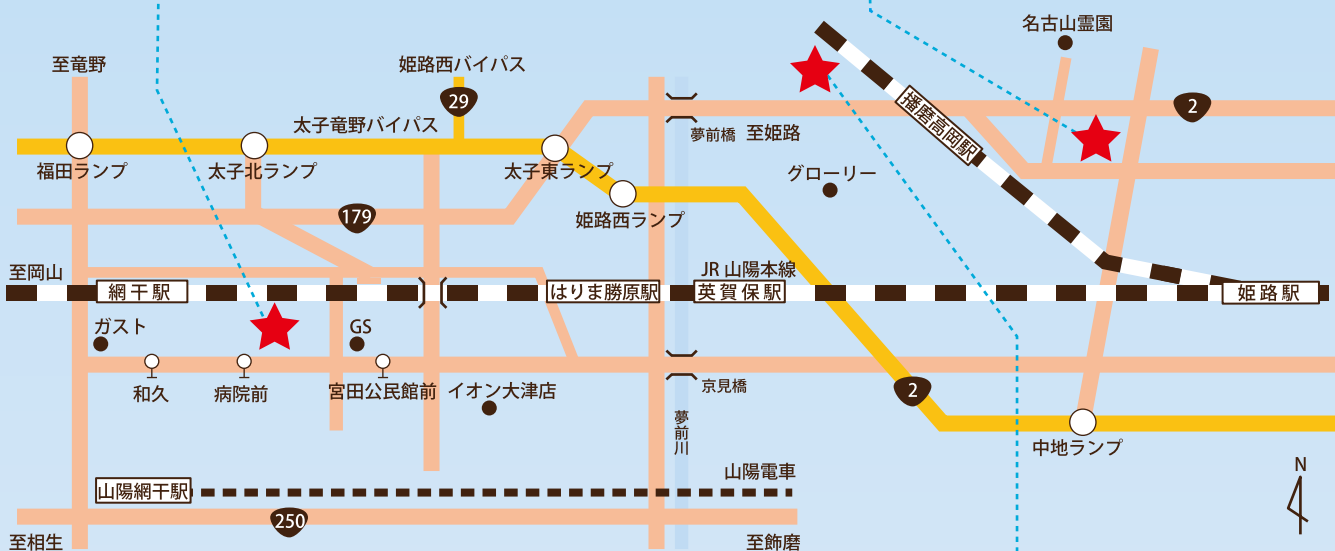 名古山霊園
至竜野
姫路西バイパス
29
2
太子竜野バイパス
夢前橋
至姫路
播磨高岡駅
福田ランプ
太子北ランプ
太子東ランプ
グローリー
179
姫路西ランプ
至岡山
JR 山陽本線
網干駅
はりま勝原駅
英賀保駅
姫路駅
ガスト
GS
和久
病院前
宮田公民館前
イオン大津店
京見橋
2
夢前川
中地ランプ
山陽電車
N
山陽網干駅
250
至相生
至飾磨